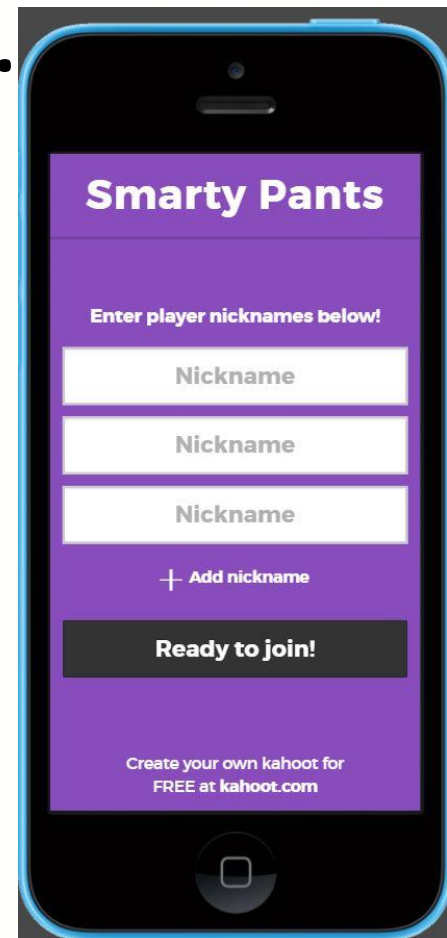 Smarty Pants
Enter player nicknames below!
Nickname
Nickname
Nickname
+ Add nickname
Ready to join!
Create your own kahoot for
FREE at kahoot.com